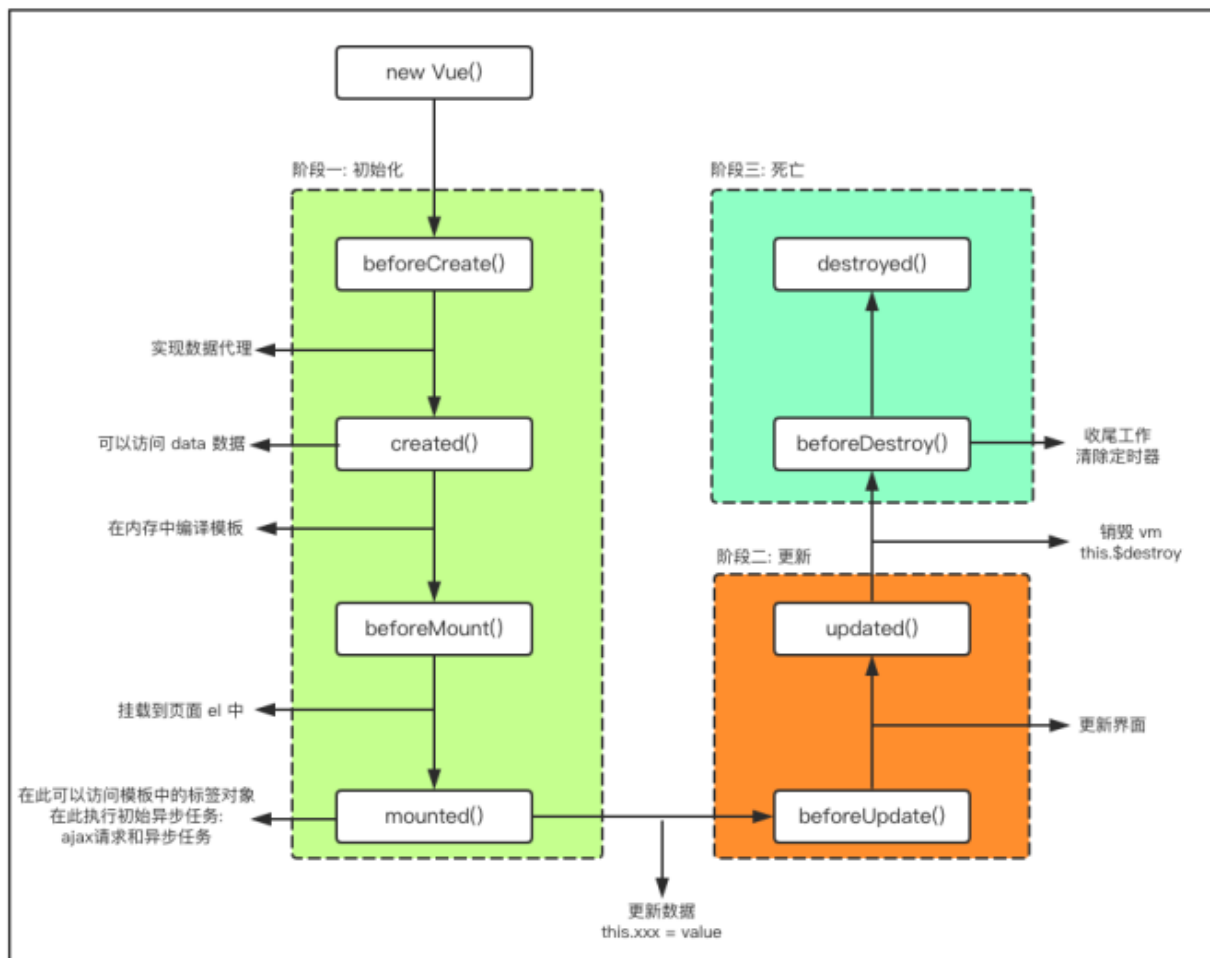 new Vue()
阶段一: 初始化
beforeCreate()
实现数据代理
可以访问 data 数据
created()
在内存中编译模板
beforeMount()
挂载到页面 el 中
在此可以访问模板中的标签对象
在此执行初始异步任务:
ajax请求和异步任务
mounted()
更新数据
this.xxx = value
阶段三: 死亡
destroyed()
beforeDestroy()
收尾工作
清除定时器
销毁 vm
this.$destroy
阶段二: 更新
updated()
更新界面
beforeUpdate()